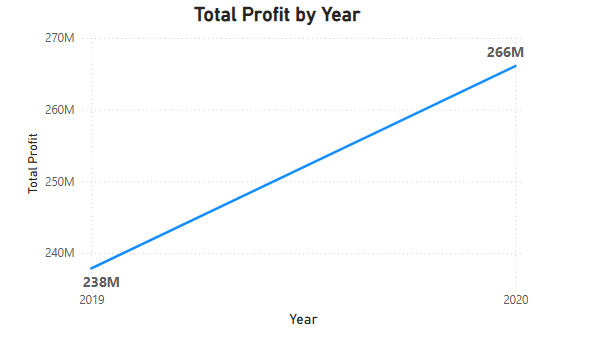 Total Profit by Year
270M
266M
260M
Total Profit
250M
240M
238M
2019
2020
Year